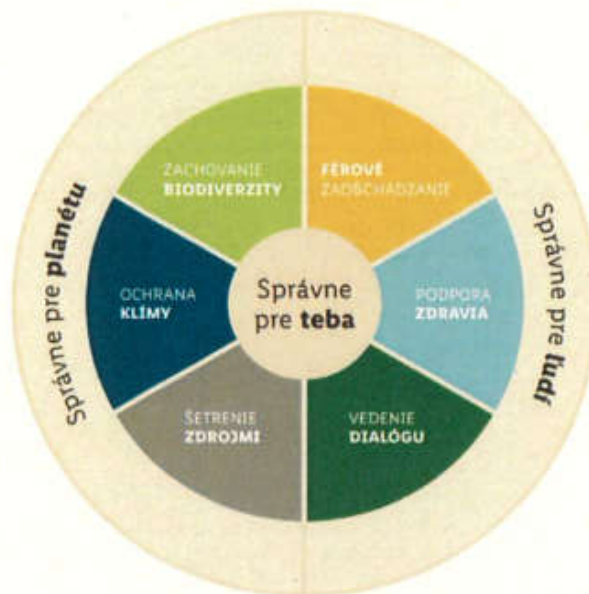 Správne pre planétu
ZACHOVANIE
BIODIVERZITY
FÉROVÉ
ZAOBCHÁDZANIE
OCHRANA
KLÍMY
Správne
pre teba
PODPORA
ZDRAVIA
ŠETRENIE
ZDROJMI
VEDENIE
DIALÓGU
Správne pre ľudí